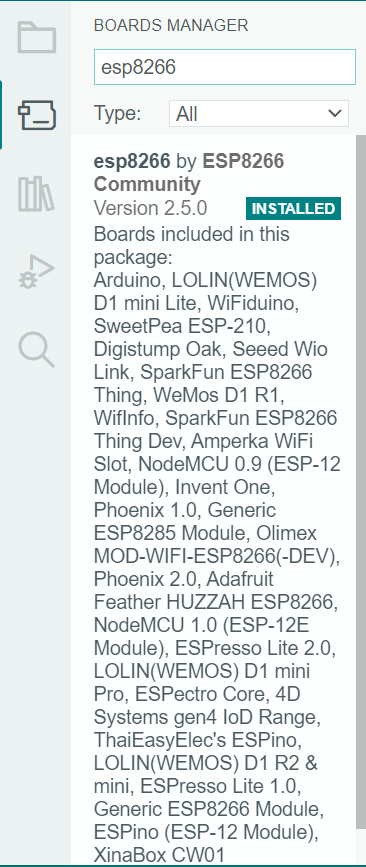 BOARDS MANAGER
esp8266
Type: All
esp8266 by ESP8266
Community
Version 2.5.0 INSTALLED
Boards included in this
package:
Arduino, LOLIN(WEMOS)
D1 mini Lite, WiFiduino,
SweetPea ESP-210,
Digistump Oak, Seeed Wio
Link, SparkFun ESP8266
Thing, WeMos D1 R1,
WifInfo, SparkFun ESP8266
Thing Dev, Amperka WiFi
Slot, NodeMCU 0.9 (ESP-12
Module), Invent One,
Phoenix 1.0, Generic
ESP8285 Module, Olimex
MOD-WIFI-ESP8266(-DEV),
Phoenix 2.0, Adafruit
Feather HUZZAH ESP8266,
NodeMCU 1.0 (ESP-12E
Module), ESPresso Lite 2.0,
LOLIN(WEMOS) D1 mini
Pro, ESPectro Core, 4D
Systems gen4 IoD Range,
ThaiEasyElec's ESPino,
LOLIN(WEMOS) D1 R2 &
mini, ESPresso Lite 1.0,
Generic ESP8266 Module,
ESPino (ESP-12 Module),
XinaBox CW01